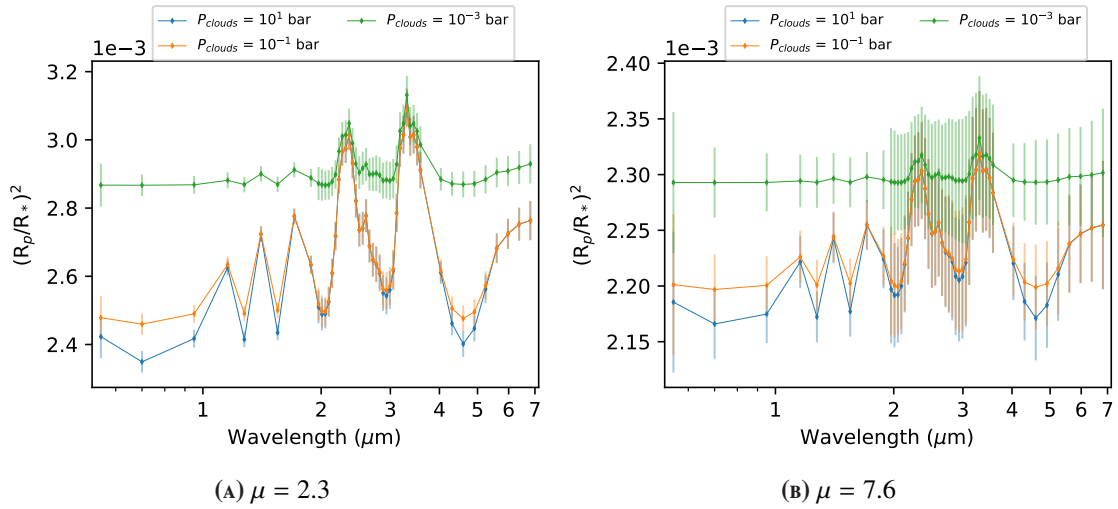 P_clouds = 10^1 bar
P_clouds = 10^-1 bar
P_clouds = 10^-3 bar
1e−3
(R_p/R_*)^2
3.2
3.0
2.8
2.6
2.4
1 2 3 4 5 6 7
Wavelength (μm)
(A) μ = 2.3
P_clouds = 10^1 bar
P_clouds = 10^-1 bar
P_clouds = 10^-3 bar
1e−3
(R_p/R_*)^2
2.40
2.35
2.30
2.25
2.20
2.15
1 2 3 4 5 6 7
Wavelength (μm)
(B) μ = 7.6